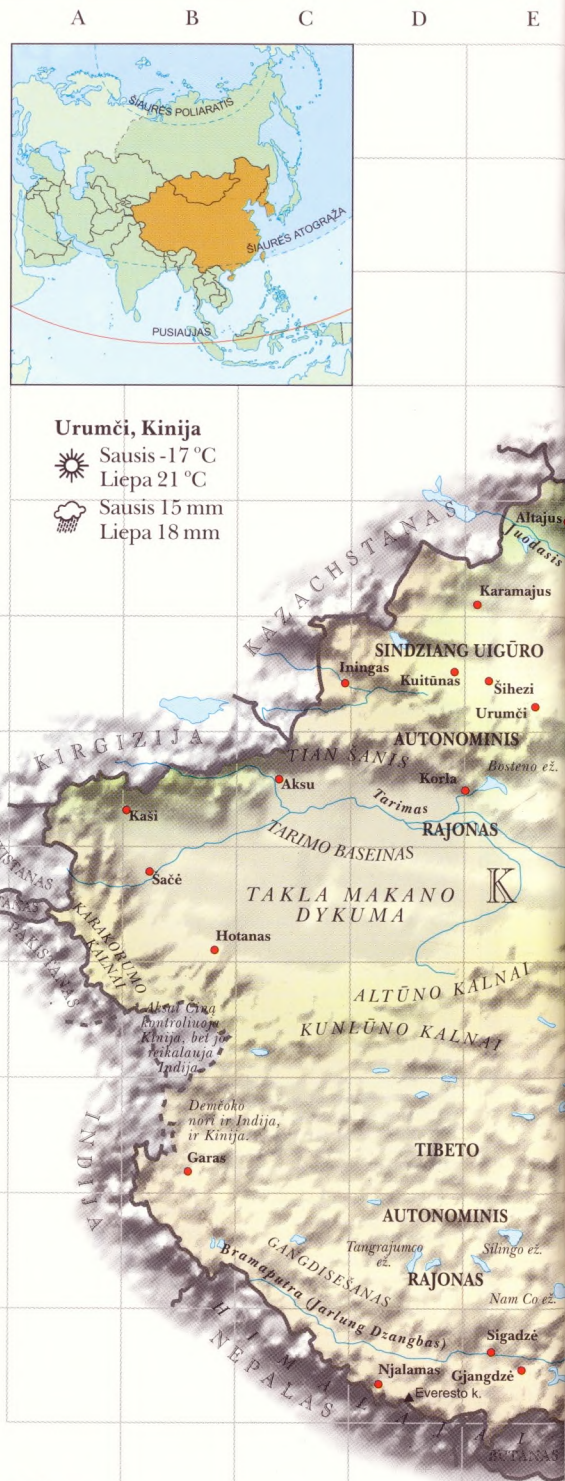 A B C D E
ŠIAURĖS POLIARATIS
ŠIAURĖS ATOGRĄŽA
PUSIAUJAS
Urumči, Kinija
Sausis -17 °C
Liepa 21 °C
Sausis 15 mm
Liepa 18 mm
KAZACHSTANAS
Altajus
Juodasis
Karamajus
SINDZIANG UIGŪRO
Iningas
Kuitūnas
Šihezi
Urumči
KIRGIZIJA
AUTONOMINIS
TIAN ŠANIS
Bosteno ež.
Aksu
Korla
Tarimas
Kaši
RAJONAS
TARIMO BASEINAS
Šačė
K
TAKLA MAKANO
DYKUMA
KARAKORUMO
KALNAI
PAKISTANAS
Hotanas
ALTŪNO KALNAI
KUNLŪNO KALNAI
Aksai Činą
kontroliuoja
Kinija, bet jo
reikalauja
Indija.
Demčoko
nori ir Indija,
ir Kinija.
INDIJA
Garas
TIBETO
AUTONOMINIS
GANGDISEŠANAS
Tangrajumco
ež.
Silingo ež.
RAJONAS
Bramaputra (Jarlung Dzangbas)
Nam Co ež.
HIMALAJAI
NEPALAS
Sigadzė
Njalamas
Gjangdzė
Everesto k.
BUTANAS